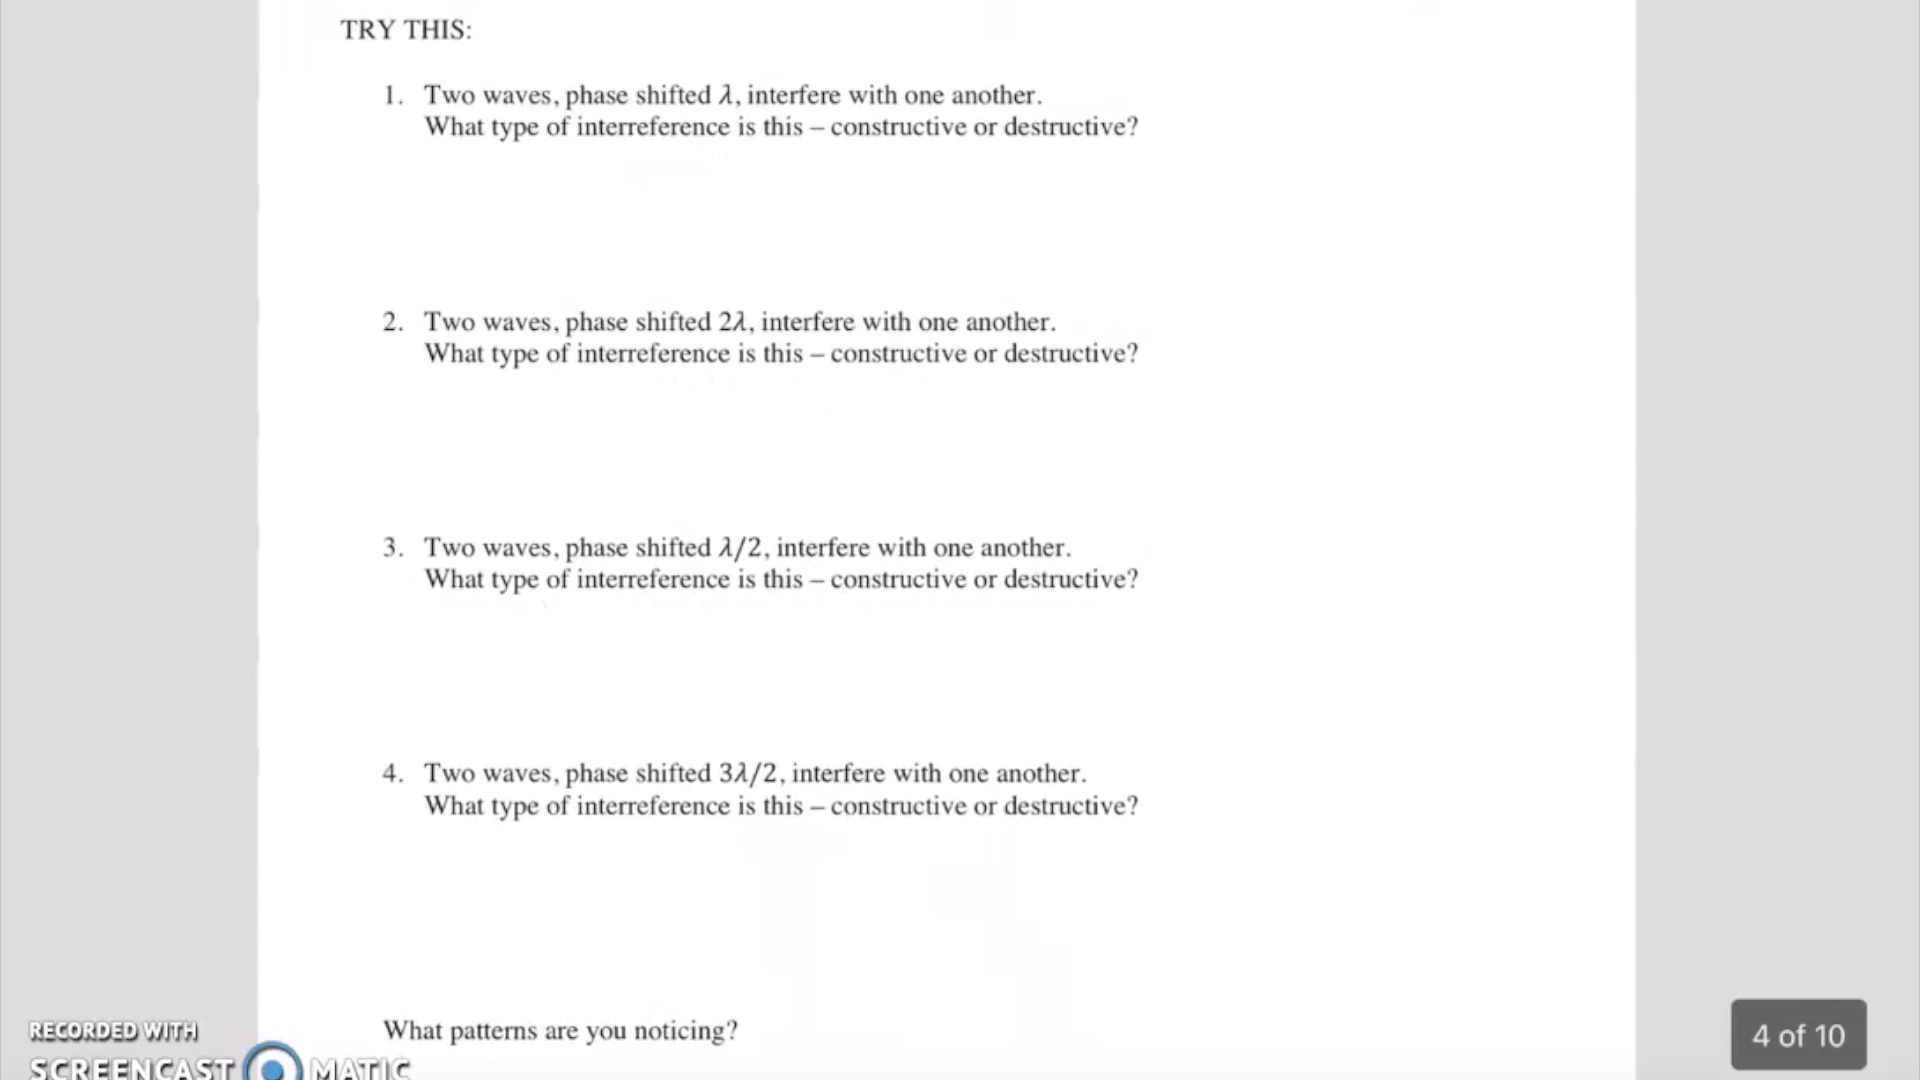 TRY THIS:
1. Two waves, phase shifted λ, interfere with one another.
What type of interreference is this – constructive or destructive?
2. Two waves, phase shifted 2λ, interfere with one another.
What type of interreference is this – constructive or destructive?
3. Two waves, phase shifted λ/2, interfere with one another.
What type of interreference is this – constructive or destructive?
4. Two waves, phase shifted 3λ/2, interfere with one another.
What type of interreference is this – constructive or destructive?
What patterns are you noticing?
4 of 10
RECORDED WITH
SCREENCAST MATIC